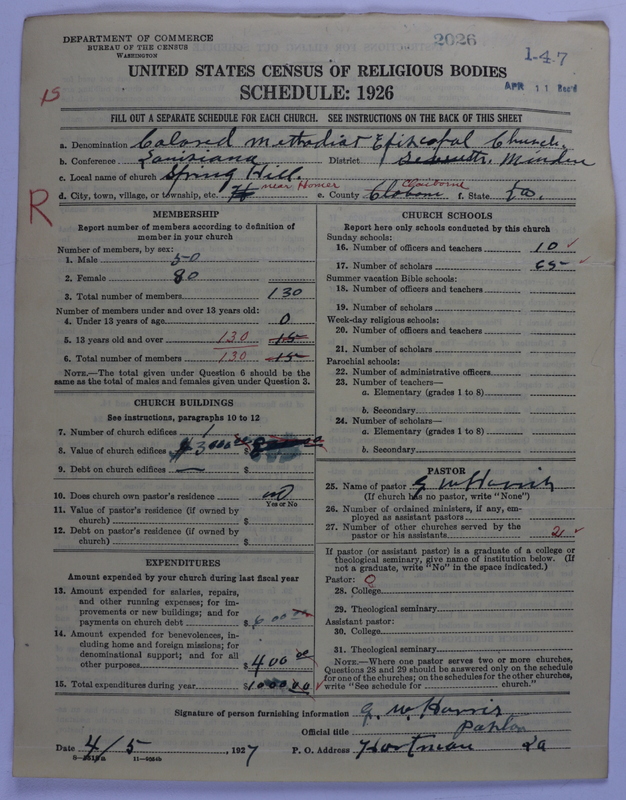 DEPARTMENT OF COMMERCE
BUREAU OF THE CENSUS
WASHINGTON
2026
1-47
APR 11 Rec'd
15
UNITED STATES CENSUS OF RELIGIOUS BODIES
SCHEDULE: 1926
FILL OUT A SEPARATE SCHEDULE FOR EACH CHURCH. SEE INSTRUCTIONS ON THE BACK OF THIS SHEET
a. Denomination Colored Methodist Episcopal Church
b. Conference Louisiana District Minden
c. Local name of church Spring Hill
d. City, town, village, or township, etc. near Homer e. County Claiborne f. State La.
R
MEMBERSHIP
Report number of members according to definition of
member in your church
Number of members, by sex:
1. Male 50
2. Female 80
3. Total number of members 130
Number of members under and over 13 years old:
4. Under 13 years of age 0
5. 13 years old and over 130 15
6. Total number of members 130 15
NOTE.—The total given under Question 6 should be the
same as the total of males and females given under Question 3.
CHURCH BUILDINGS
See instructions, paragraphs 10 to 12
7. Number of church edifices 1
8. Value of church edifices $3000 00 $
9. Debt on church edifices — $
10. Does church own pastor's residence no
Yes or No
11. Value of pastor's residence (if owned by
church) $
12. Debt on pastor's residence (if owned by
church) $
EXPENDITURES
Amount expended by your church during last fiscal year
13. Amount expended for salaries, repairs,
and other running expenses; for im-
provements or new buildings; and for
payments on church debt $ 600 00
14. Amount expended for benevolences, in-
cluding home and foreign missions; for
denominational support; and for all
other purposes $ 400 00
15. Total expenditures during year $ 1000 00
CHURCH SCHOOLS
Report here only schools conducted by this church
Sunday schools:
16. Number of officers and teachers 10
17. Number of scholars 65
Summer vacation Bible schools:
18. Number of officers and teachers
19. Number of scholars
Week-day religious schools:
20. Number of officers and teachers
21. Number of scholars
Parochial schools:
22. Number of administrative officers
23. Number of teachers—
a. Elementary (grades 1 to 8)
b. Secondary
24. Number of scholars—
a. Elementary (grades 1 to 8)
b. Secondary
PASTOR
25. Name of pastor G W Harris
(If church has no pastor, write "None")
26. Number of ordained ministers, if any, em-
ployed as assistant pastors
27. Number of other churches served by the
pastor or his assistants 2
If pastor (or assistant pastor) is a graduate of a college or
theological seminary, give name of institution below. (If
not a graduate, write "No" in the space indicated.)
Pastor: 0
28. College
29. Theological seminary
Assistant pastor:
30. College
31. Theological seminary
NOTE.—Where one pastor serves two or more churches,
Questions 28 and 29 should be answered only on the schedule
for one of the churches; on the schedules for the other churches,
write "See schedule for church."
Signature of person furnishing information G. W. Harris
Official title Pastor
Date 4/5, 1927 P. O. Address La